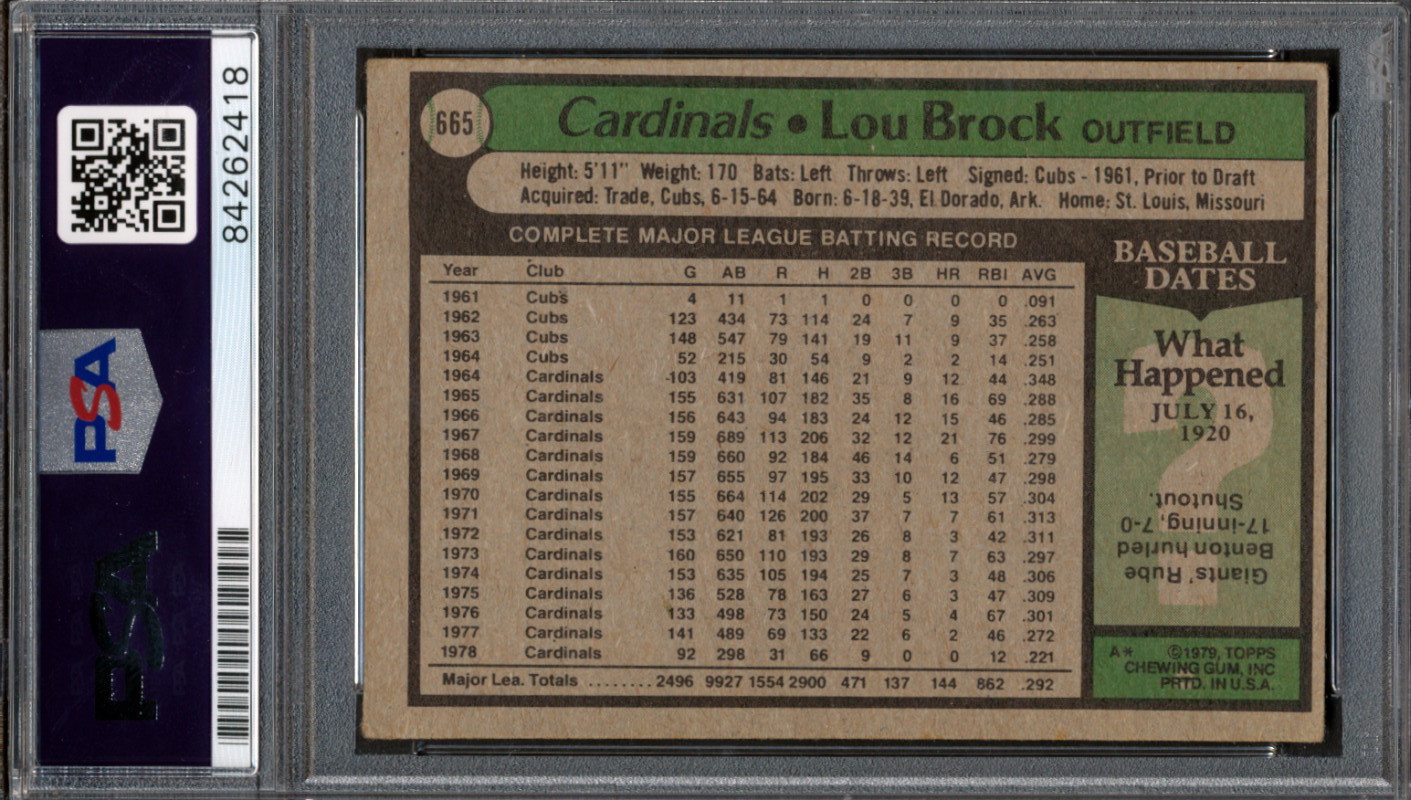 84262418
PSA
PSA
665
Cardinals • Lou Brock OUTFIELD
Height: 5'11" Weight: 170 Bats: Left Throws: Left Signed: Cubs - 1961, Prior to Draft
Acquired: Trade, Cubs, 6-15-64 Born: 6-18-39, El Dorado, Ark. Home: St. Louis, Missouri
COMPLETE MAJOR LEAGUE BATTING RECORD
Year Club G AB R H 2B 3B HR RBI AVG
1961 Cubs 4 11 1 1 0 0 0 0 .091
1962 Cubs 123 434 73 114 24 7 9 35 .263
1963 Cubs 148 547 79 141 19 11 9 37 .258
1964 Cubs 52 215 30 54 9 2 2 14 .251
1964 Cardinals -103 419 81 146 21 9 12 44 .348
1965 Cardinals 155 631 107 182 35 8 16 69 .288
1966 Cardinals 156 643 94 183 24 12 15 46 .285
1967 Cardinals 159 689 113 206 32 12 21 76 .299
1968 Cardinals 159 660 92 184 46 14 6 51 .279
1969 Cardinals 157 655 97 195 33 10 12 47 .298
1970 Cardinals 155 664 114 202 29 5 13 57 .304
1971 Cardinals 157 640 126 200 37 7 7 61 .313
1972 Cardinals 153 621 81 193 26 8 3 42 .311
1973 Cardinals 160 650 110 193 29 8 7 63 .297
1974 Cardinals 153 635 105 194 25 7 3 48 .306
1975 Cardinals 136 528 78 163 27 6 3 47 .309
1976 Cardinals 133 498 73 150 24 5 4 67 .301
1977 Cardinals 141 489 69 133 22 6 2 46 .272
1978 Cardinals 92 298 31 66 9 0 0 12 .221
Major Lea. Totals ........ 2496 9927 1554 2900 471 137 144 862 .292
BASEBALL
DATES
What
Happened
JULY 16,
1920
?
Giants' Rube
Benton hurled
17-inning, 7-0
Shutout.
A* ©1979, TOPPS
CHEWING GUM, INC
PRTD. IN U.S.A.